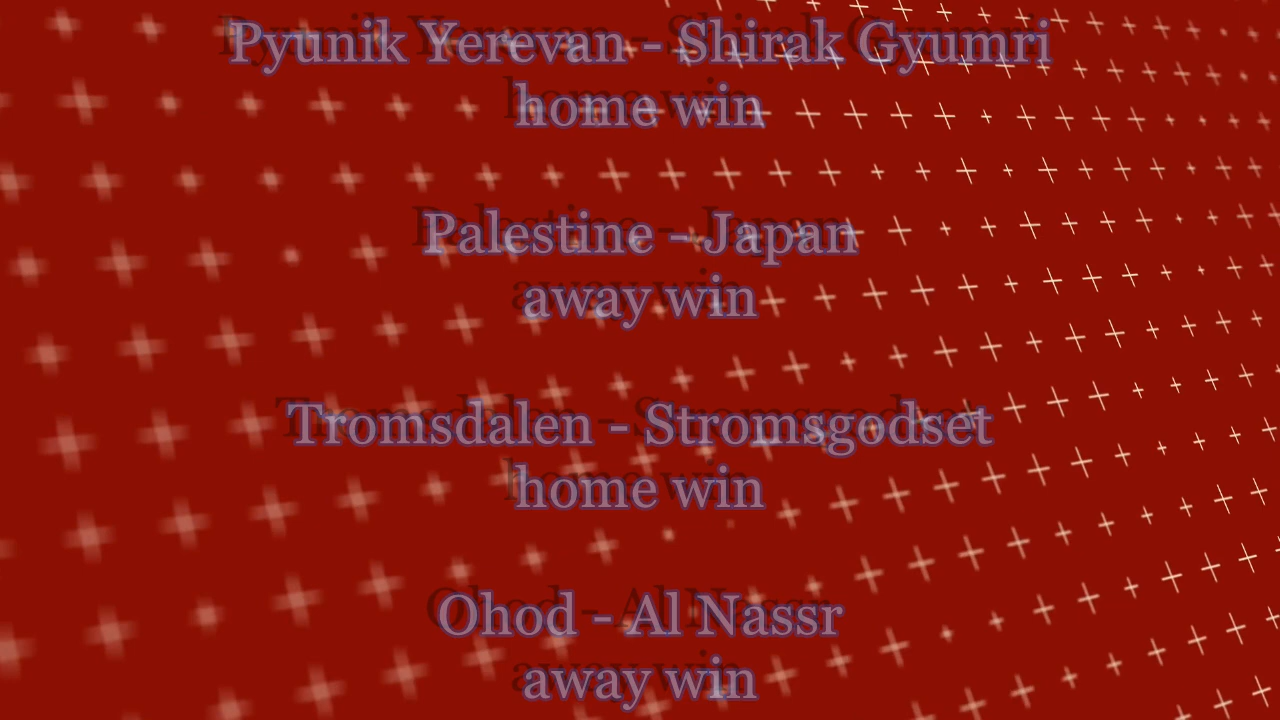 Pyunik Yerevan - Shirak Gyumri
home win
Palestine - Japan
away win
Tromsdalen - Stromsgodset
home win
Ohod - Al Nassr
away win